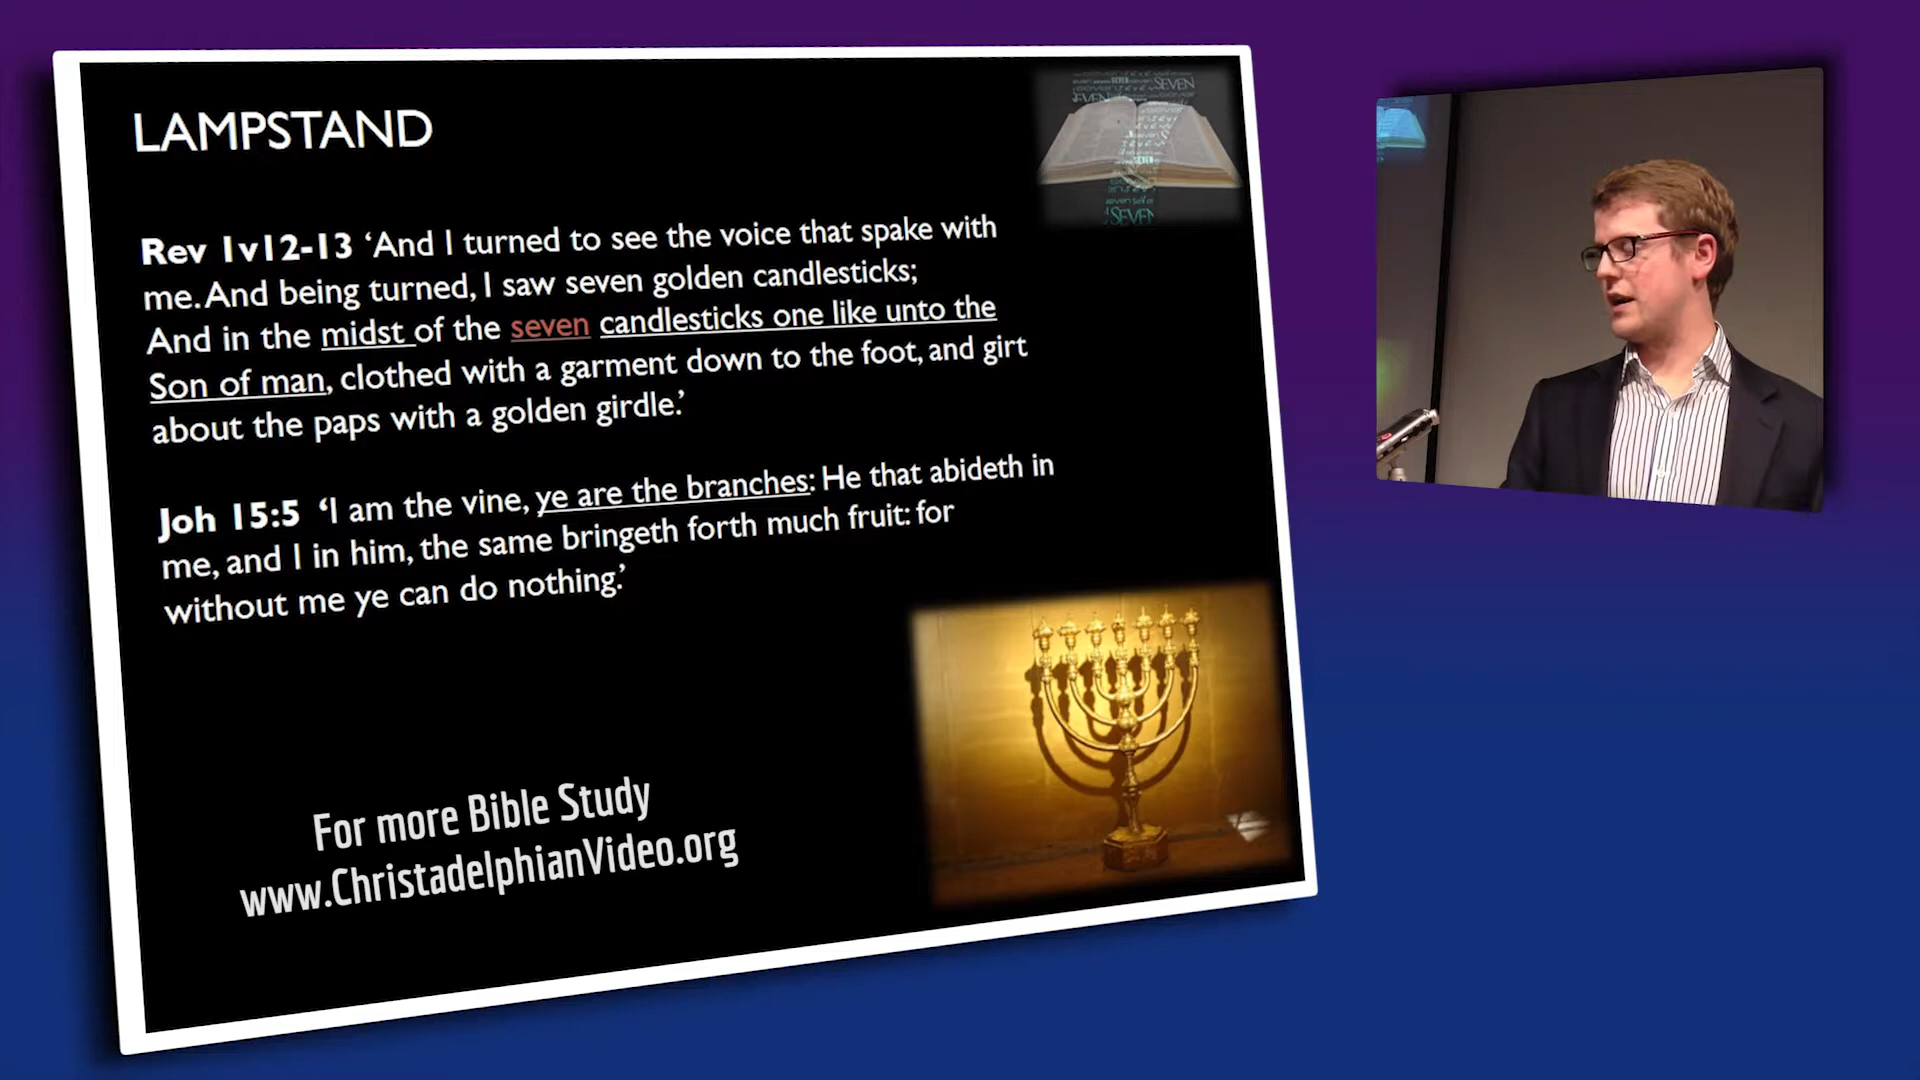 LAMPSTAND
SEVEN
SEVEN
SEVEN
SEVEN
Rev 1v12-13 ‘And I turned to see the voice that spake with
me. And being turned, I saw seven golden candlesticks;
And in the midst of the seven candlesticks one like unto the
Son of man, clothed with a garment down to the foot, and girt
about the paps with a golden girdle.’
Joh 15:5 ‘I am the vine, ye are the branches: He that abideth in
me, and I in him, the same bringeth forth much fruit: for
without me ye can do nothing.’
For more Bible Study
www.ChristadelphianVideo.org